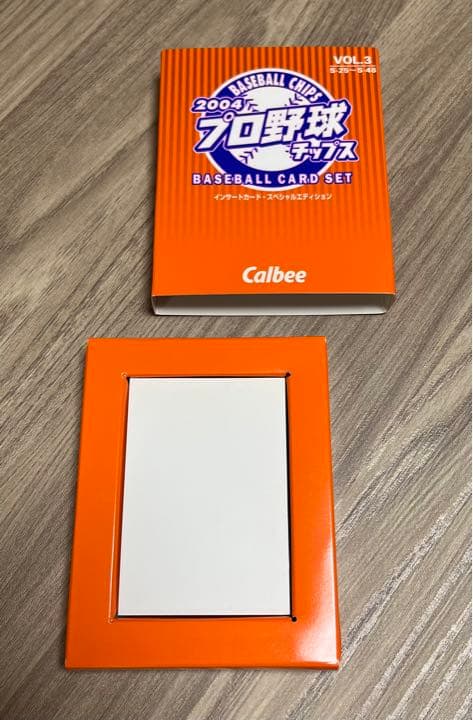 VOL.3
S-25〜S-48
BASEBALL CHIPS
2004
プロ野球
チップス
BASEBALL CARD SET
インサートカード・スペシャルエディション
Calbee